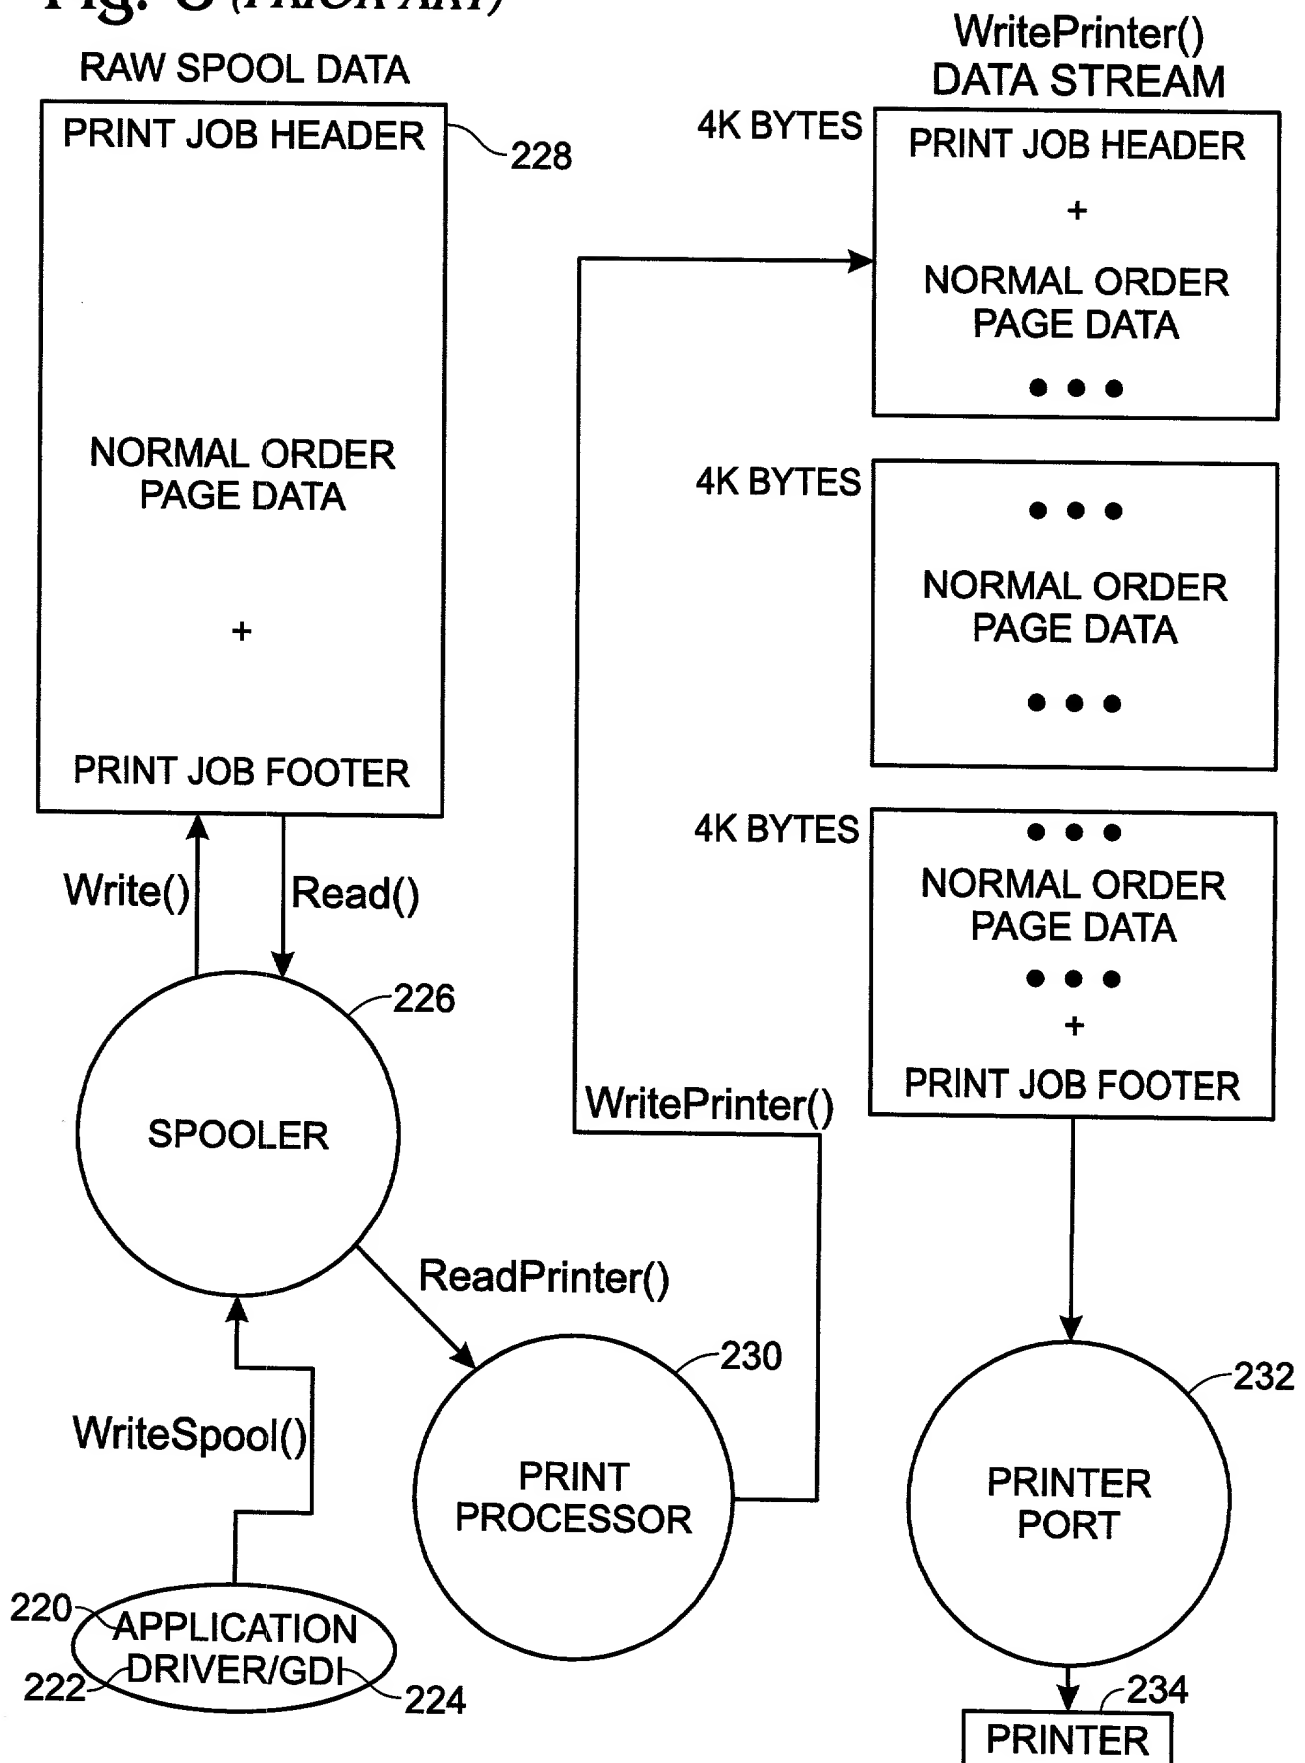 (PRIOR ART)
RAW SPOOL DATA
PRINT JOB HEADER
228
NORMAL ORDER
PAGE DATA
+
PRINT JOB FOOTER
Write()
Read()
226
SPOOLER
ReadPrinter()
WriteSpool()
220
APPLICATION
DRIVER/GDI
222
224
230
PRINT
PROCESSOR
WritePrinter()
WritePrinter()
DATA STREAM
4K BYTES
PRINT JOB HEADER
+
NORMAL ORDER
PAGE DATA
• • •
4K BYTES
• • •
NORMAL ORDER
PAGE DATA
• • •
4K BYTES
• • •
NORMAL ORDER
PAGE DATA
• • •
+
PRINT JOB FOOTER
232
PRINTER
PORT
234
PRINTER